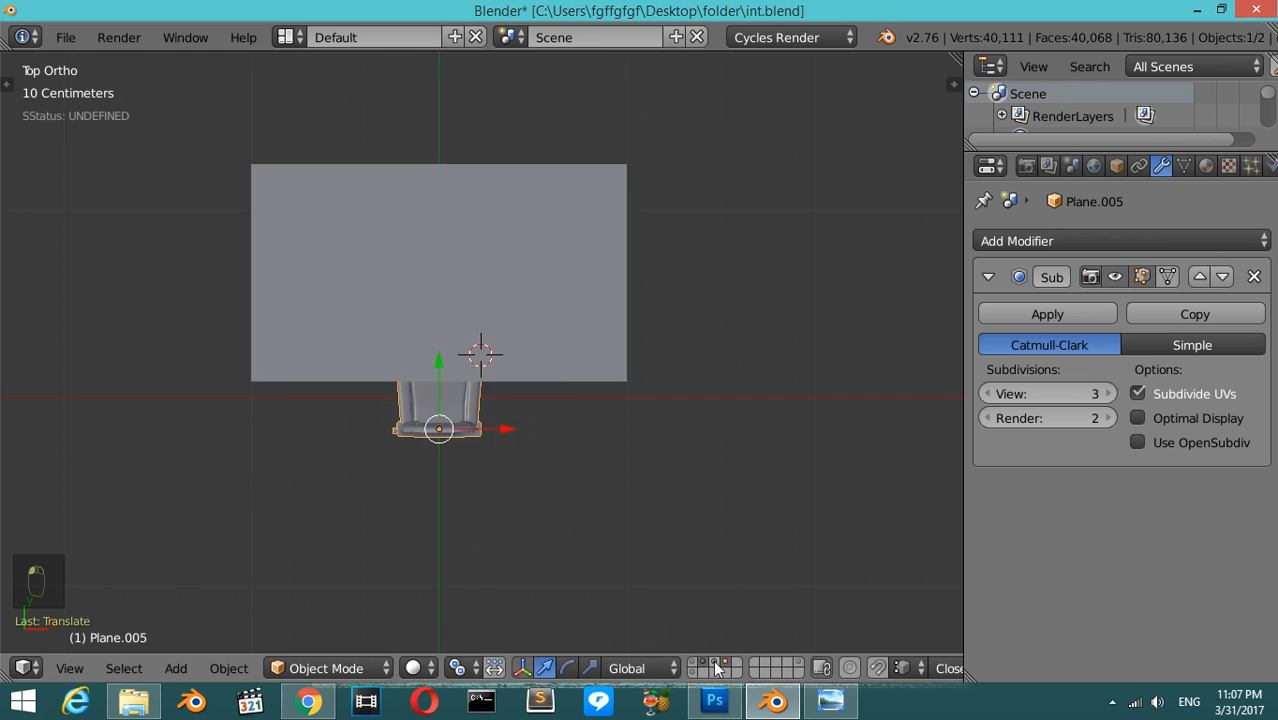 Blender* [C:\Users\fgffgfgf\Desktop\folder\int.blend]
File Render Window Help Default Scene Cycles Render v2.76 | Verts:40,111 | Faces:40,068 | Tris:80,136 | Objects:1/2
Top Ortho
10 Centimeters
SStatus: UNDEFINED
View Search All Scenes
Scene
RenderLayers
Plane.005
Add Modifier
Sub
Apply Copy
Catmull-Clark Simple
Subdivisions: Options:
View: 3 Subdivide UVs
Render: 2 Optimal Display
Use OpenSubdiv
y
Last: Translate
(1) Plane.005
View Select Add Object Object Mode Global Close
321
S
Ps
ENG
11:07 PM
3/31/2017